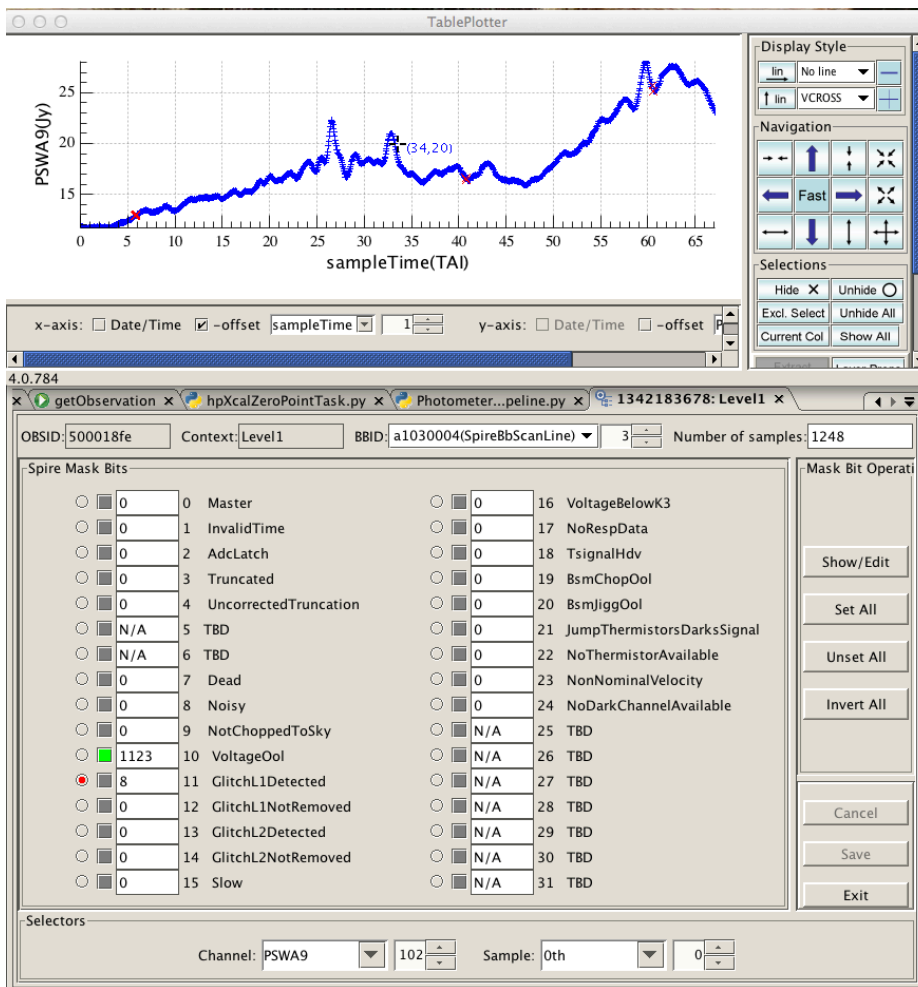 TablePlotter
25
20
15
PSWA9(Jy)
(34,20)
0 5 10 15 20 25 30 35 40 45 50 55 60 65
sampleTime(TAI)
Display Style
lin No line
lin VCROSS
Navigation
Fast
Selections
Hide Unhide
Excl. Select Unhide All
Current Col Show All
x-axis: Date/Time -offset sampleTime 1 y-axis: Date/Time -offset
4.0.784
getObservation hpXcalZeroPointTask.py Photometer...peline.py 1342183678: Level1
OBSID: 500018fe Context: Level1 BBID: a1030004(SpireBbScanLine) 3 Number of samples: 1248
Spire Mask Bits
0 0 Master
0 1 InvalidTime
0 2 AdcLatch
0 3 Truncated
0 4 UncorrectedTruncation
N/A 5 TBD
N/A 6 TBD
0 7 Dead
0 8 Noisy
0 9 NotChoppedToSky
1123 10 VoltageOol
8 11 GlitchL1Detected
0 12 GlitchL1NotRemoved
0 13 GlitchL2Detected
0 14 GlitchL2NotRemoved
0 15 Slow
0 16 VoltageBelowK3
0 17 NoRespData
0 18 TsignalHdv
0 19 BsmChopOol
0 20 BsmJiggOol
0 21 JumpThermistorsDarksSignal
0 22 NoThermistorAvailable
0 23 NonNominalVelocity
0 24 NoDarkChannelAvailable
N/A 25 TBD
N/A 26 TBD
N/A 27 TBD
N/A 28 TBD
N/A 29 TBD
N/A 30 TBD
N/A 31 TBD
Mask Bit Operati
Show/Edit
Set All
Unset All
Invert All
Cancel
Save
Exit
Selectors
Channel: PSWA9 102 Sample: 0th 0